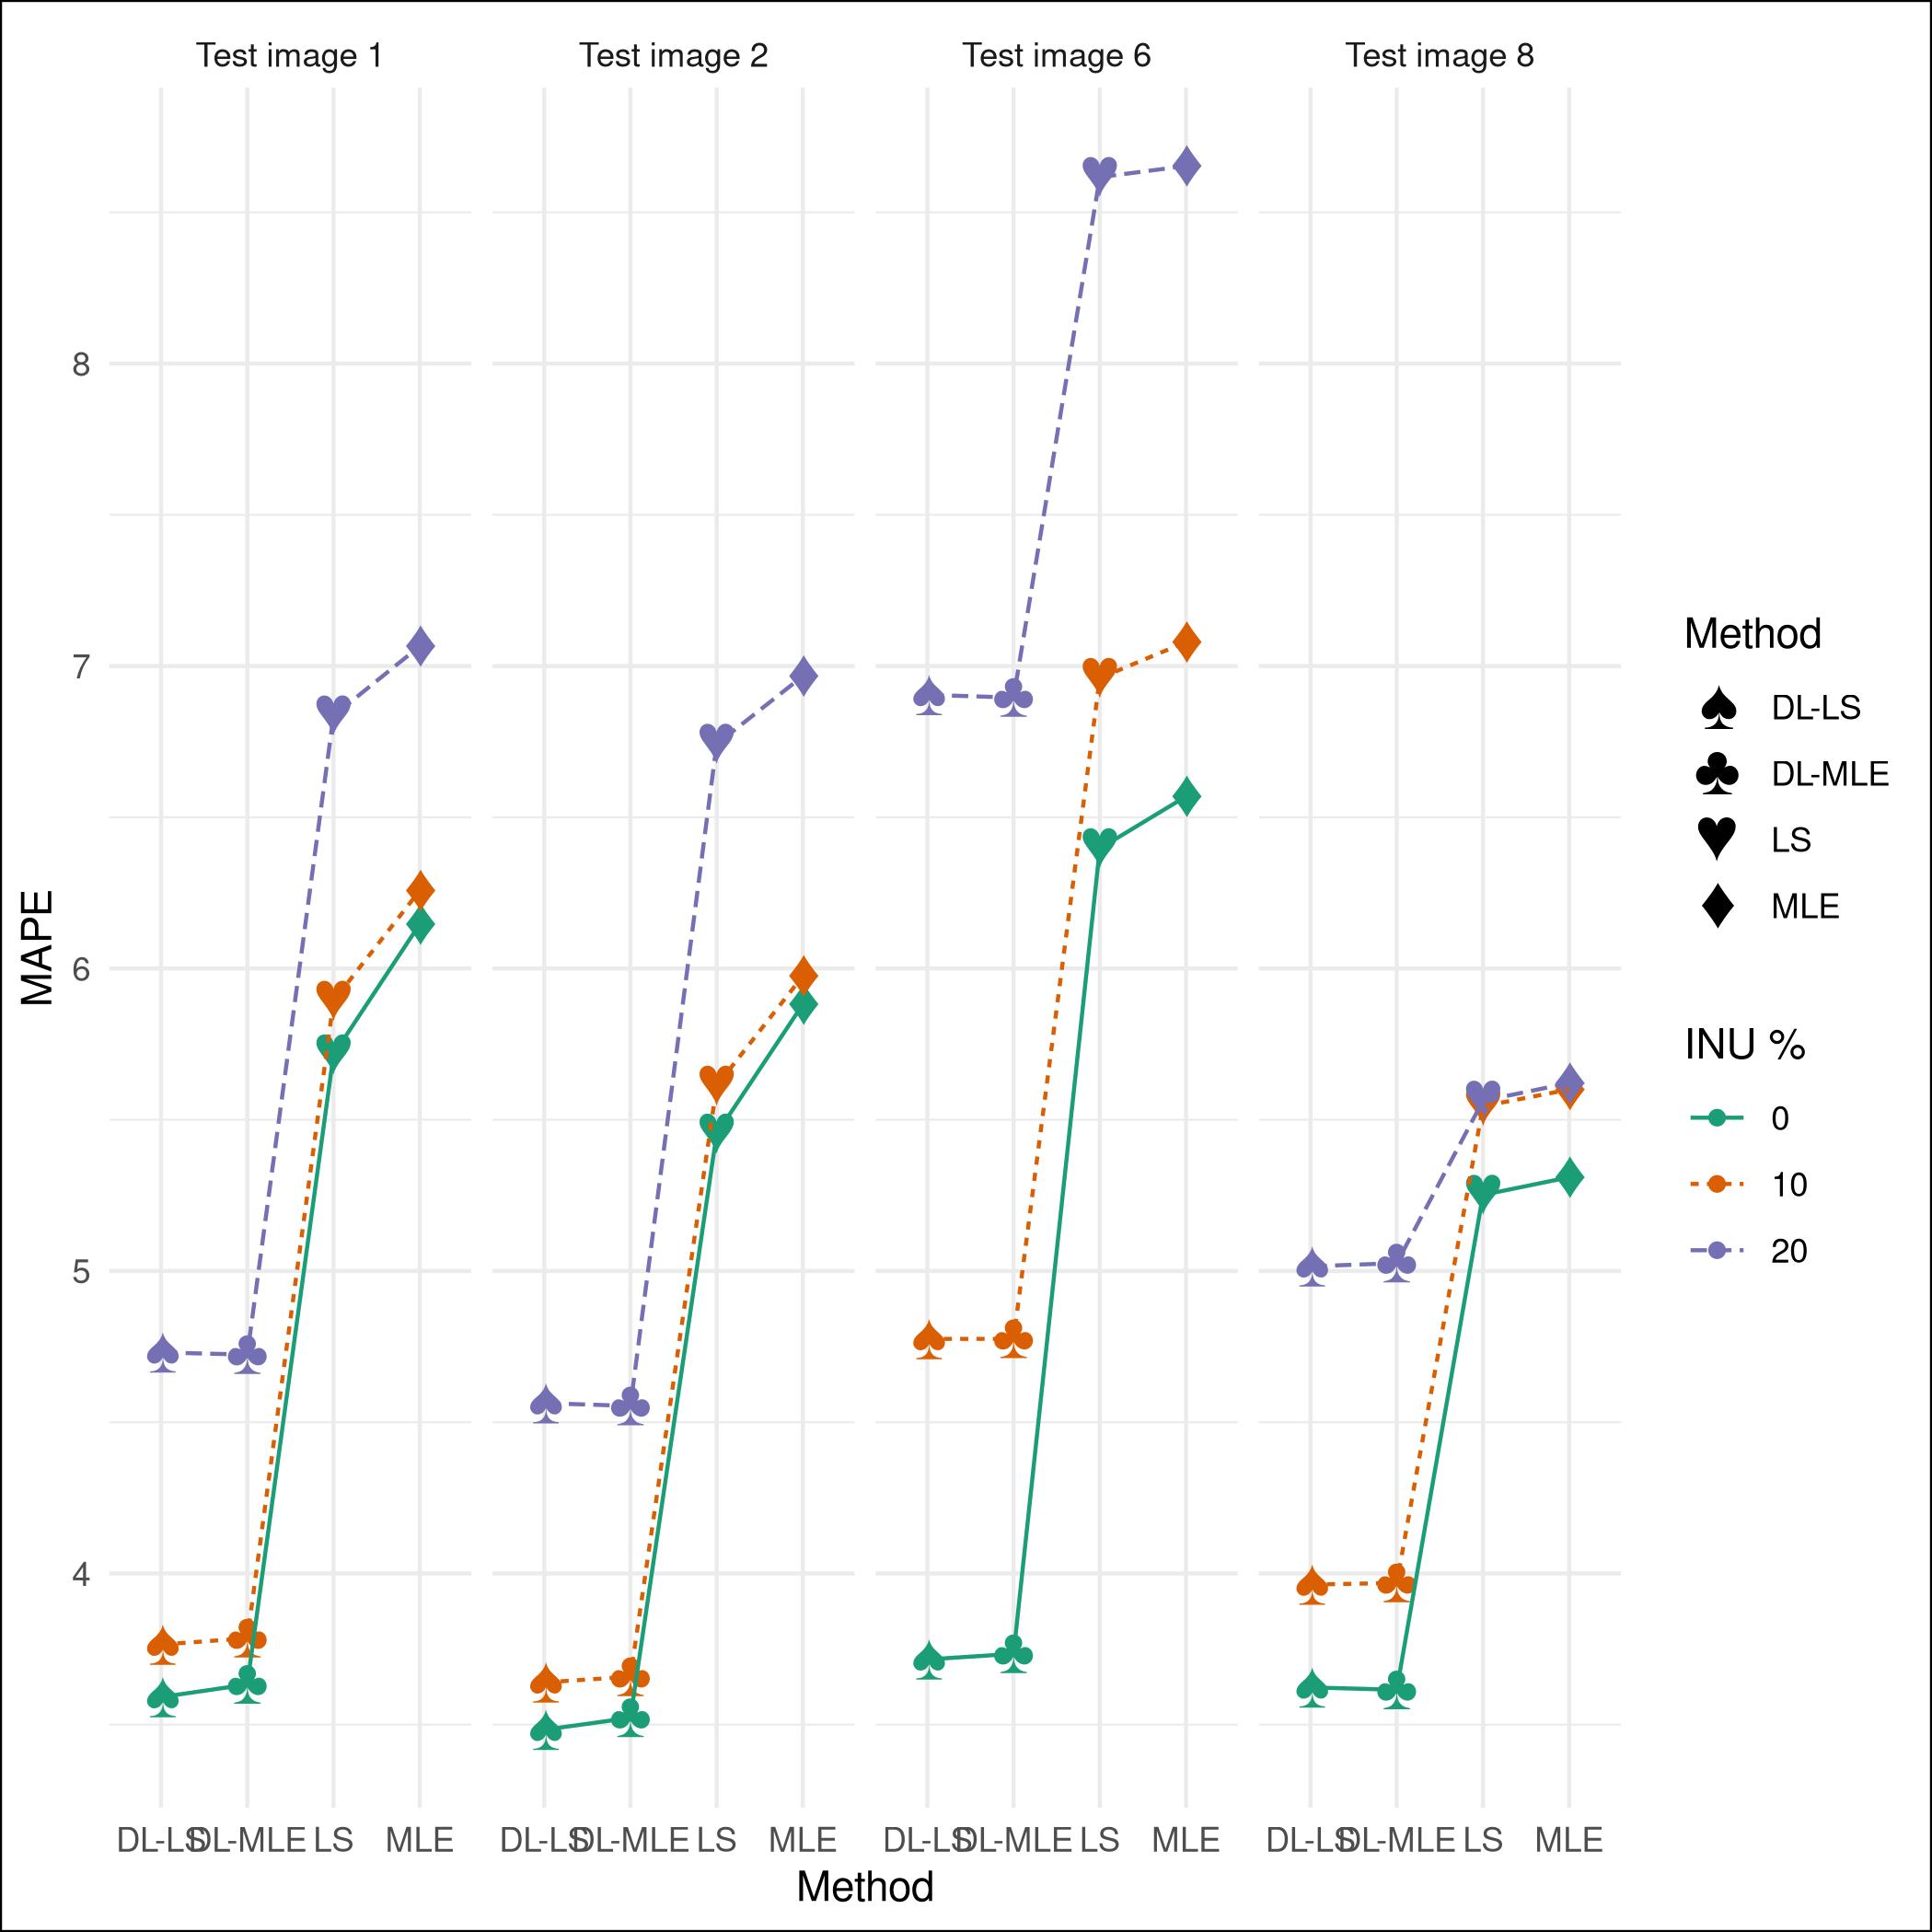 Test image 1 Test image 2 Test image 6 Test image 8
8
7
6
5
4
MAPE
DL-LS DL-MLE LS MLE DL-LS DL-MLE LS MLE DL-LS DL-MLE LS MLE DL-LS DL-MLE LS MLE
Method
Method
DL-LS
DL-MLE
LS
MLE
INU %
0
10
20